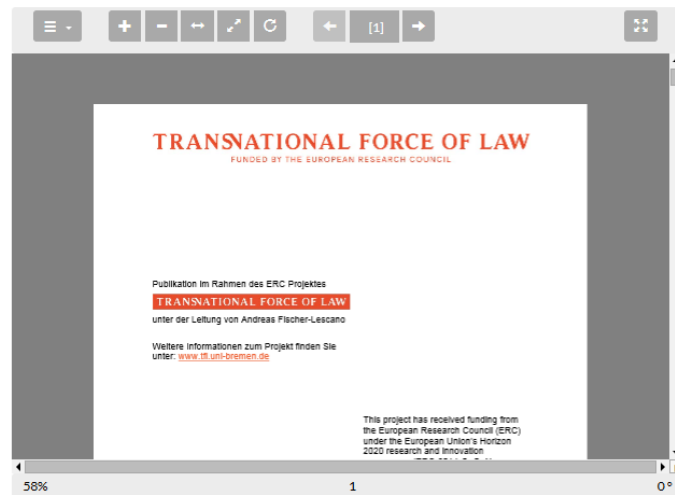 [1]
TRANSNATIONAL FORCE OF LAW
FUNDED BY THE EUROPEAN RESEARCH COUNCIL
Publikation im Rahmen des ERC Projektes
TRANSNATIONAL FORCE OF LAW
unter der Leitung von Andreas Fischer-Lescano
Weitere Informationen zum Projekt finden Sie
unter: www.tfl.uni-bremen.de
This project has received funding from
the European Research Council (ERC)
under the European Union's Horizon
2020 research and innovation
58%
1
0°